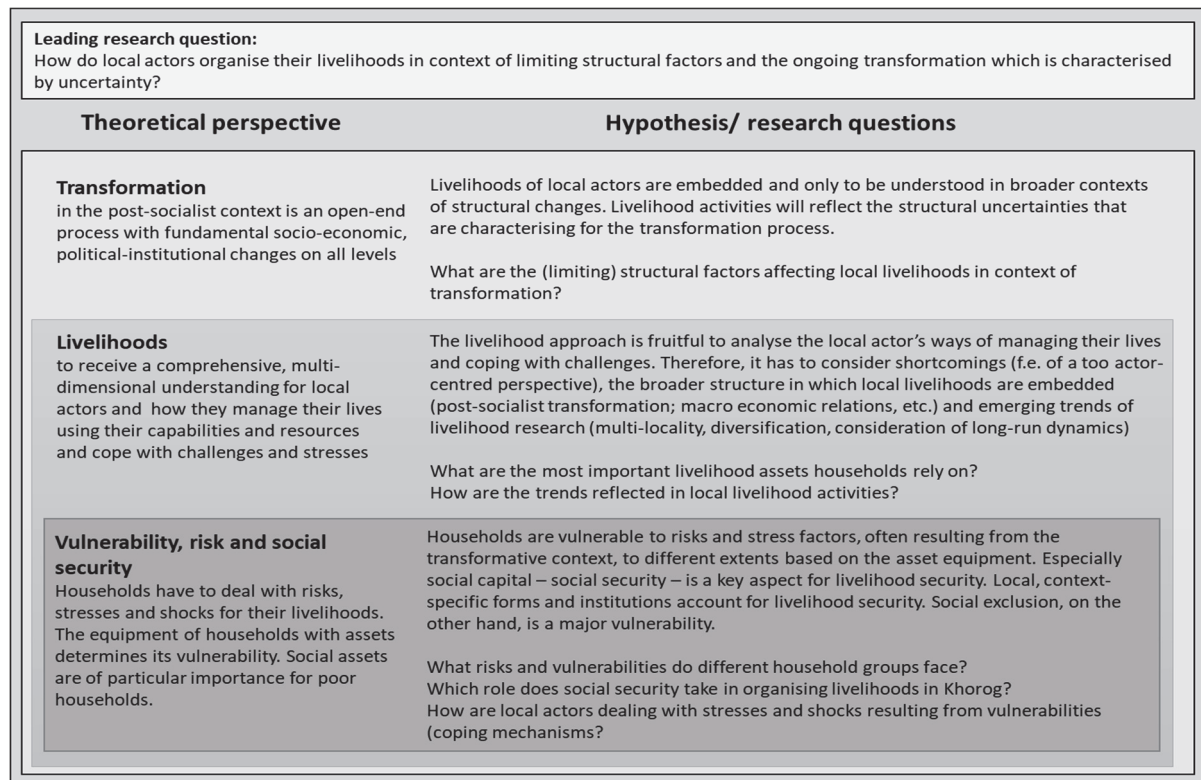 Leading research question:
How do local actors organise their livelihoods in context of limiting structural factors and the ongoing transformation which is characterised
by uncertainty?
Theoretical perspective
Hypothesis/ research questions
Transformation
in the post-socialist context is an open-end
process with fundamental socio-economic,
political-institutional changes on all levels
Livelihoods of local actors are embedded and only to be understood in broader contexts
of structural changes. Livelihood activities will reflect the structural uncertainties that
are characterising for the transformation process.
What are the (limiting) structural factors affecting local livelihoods in context of
transformation?
Livelihoods
to receive a comprehensive, multi-
dimensional understanding for local
actors and how they manage their lives
using their capabilities and resources
and cope with challenges and stresses
The livelihood approach is fruitful to analyse the local actor's ways of managing their lives
and coping with challenges. Therefore, it has to consider shortcomings (f.e. of a too actor-
centred perspective), the broader structure in which local livelihoods are embedded
(post-socialist transformation; macro economic relations, etc.) and emerging trends of
livelihood research (multi-locality, diversification, consideration of long-run dynamics)
What are the most important livelihood assets households rely on?
How are the trends reflected in local livelihood activities?
Vulnerability, risk and social
security
Households have to deal with risks,
stresses and shocks for their livelihoods.
The equipment of households with assets
determines its vulnerability. Social assets
are of particular importance for poor
households.
Households are vulnerable to risks and stress factors, often resulting from the
transformative context, to different extents based on the asset equipment. Especially
social capital – social security – is a key aspect for livelihood security. Local, context-
specific forms and institutions account for livelihood security. Social exclusion, on the
other hand, is a major vulnerability.
What risks and vulnerabilities do different household groups face?
Which role does social security take in organising livelihoods in Khorog?
How are local actors dealing with stresses and shocks resulting from vulnerabilities
(coping mechanisms?